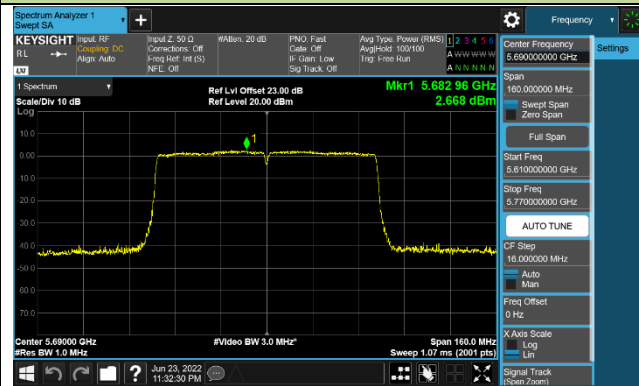 Spectrum Analyzer 1
Swept SA
+
Frequency
KEYSIGHT
RL
LXI
Input: RF
Coupling: DC
Align: Auto
Input Z: 50 Ω
Corrections: Off
Freq Ref: Int (S)
NFE: Off
#Atten: 20 dB
PNO: Fast
Gate: Off
IF Gain: Low
Sig Track: Off
Avg Type: Power (RMS)
Avg|Hold: 100/100
Trig: Free Run
1 2 3 4 5 6
A W W W W W
A N N N N N
Center Frequency
5.690000000 GHz
Settings
Span
160.000000 MHz
Swept Span
Zero Span
Full Span
Start Freq
5.610000000 GHz
Stop Freq
5.770000000 GHz
AUTO TUNE
CF Step
16.000000 MHz
Auto
Man
Freq Offset
0 Hz
X Axis Scale
Log
Lin
Signal Track
(Span Zoom)
1 Spectrum
Scale/Div 10 dB
Log
Ref Lvl Offset 23.00 dB
Ref Level 20.00 dBm
Mkr1 5.682 96 GHz
2.668 dBm
1
10.0
0.00
-10.0
-20.0
-30.0
-40.0
-50.0
-60.0
-70.0
Center 5.69000 GHz
#Res BW 1.0 MHz
#Video BW 3.0 MHz*
Span 160.0 MHz
Sweep 1.07 ms (2001 pts)
?
Jun 23, 2022
11:32:30 PM